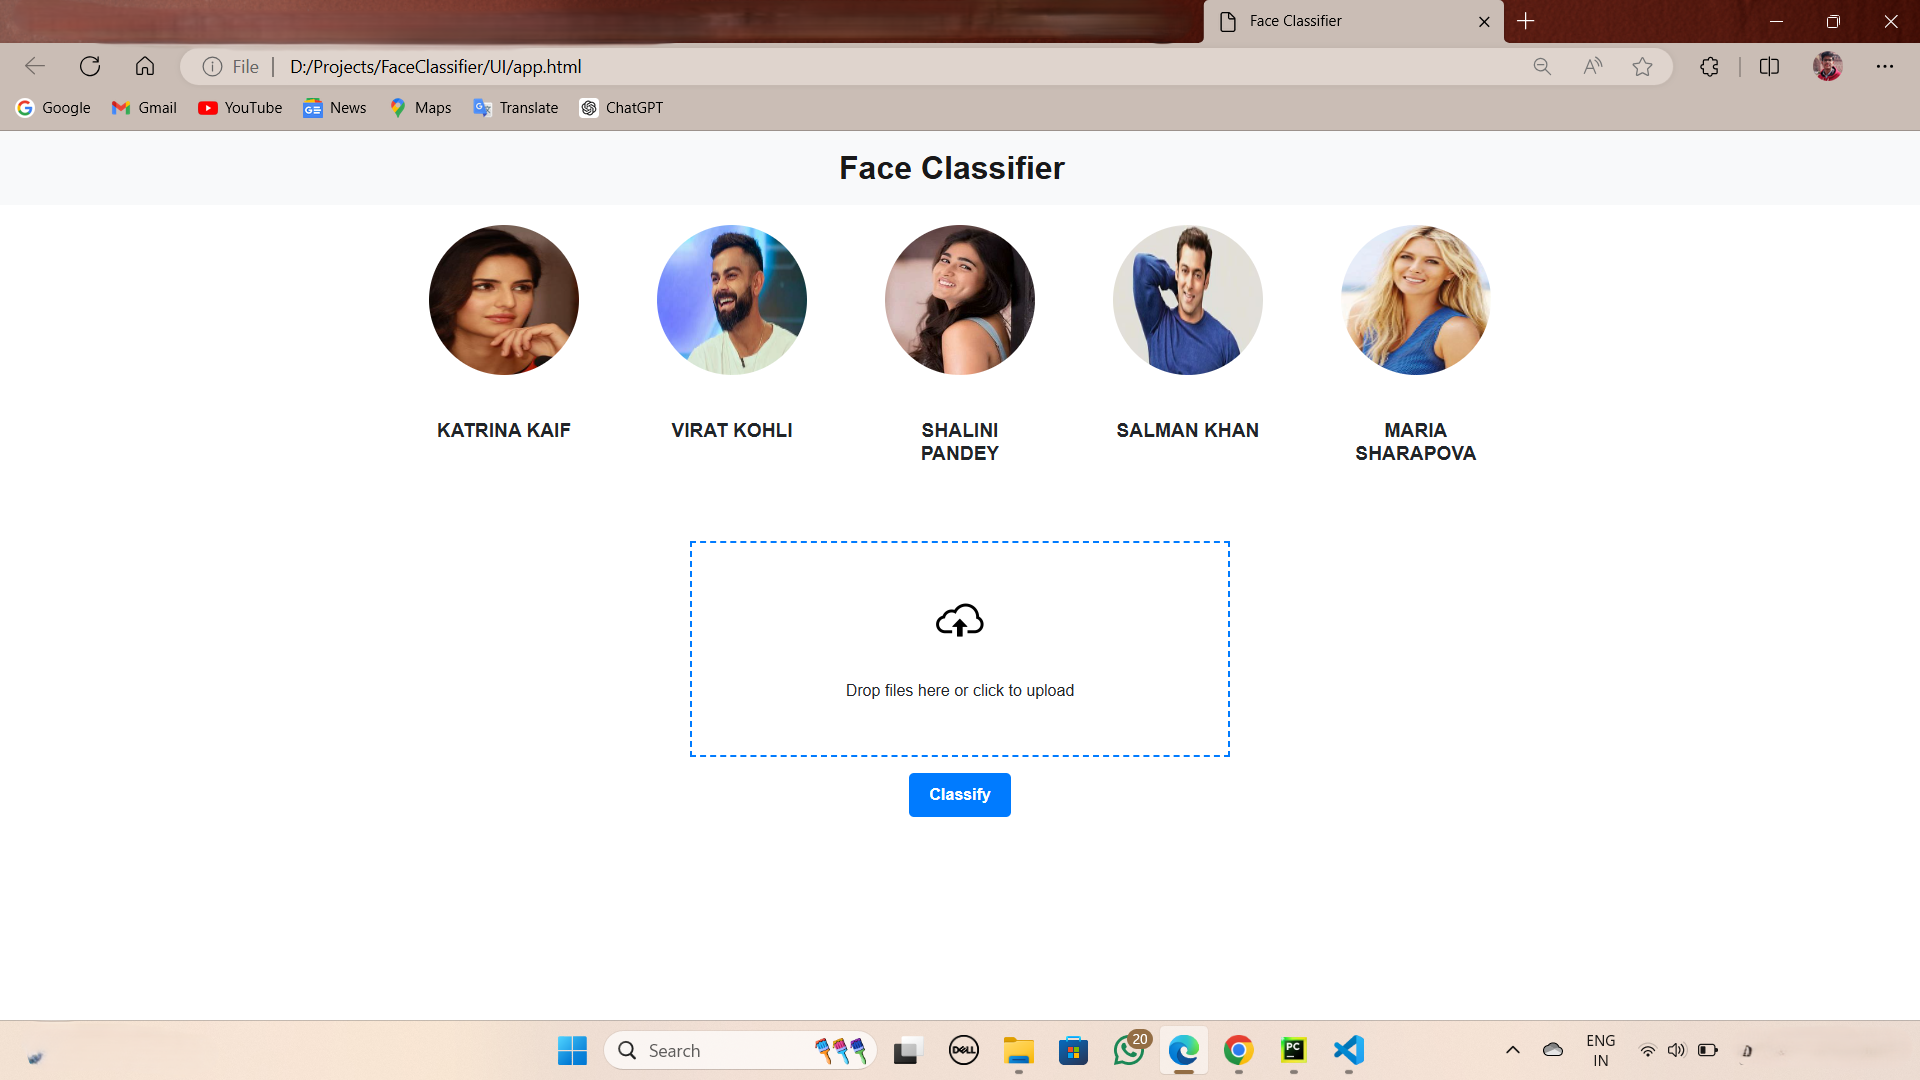 Face Classifier
File
D:/Projects/FaceClassifier/UI/app.html
Google
Gmail
YouTube
News
Maps
Translate
ChatGPT
Face Classifier
KATRINA KAIF
VIRAT KOHLI
SHALINI
PANDEY
SALMAN KHAN
MARIA
SHARAPOVA
Drop files here or click to upload
Classify
Search
DELL
20
PC
ENG
IN